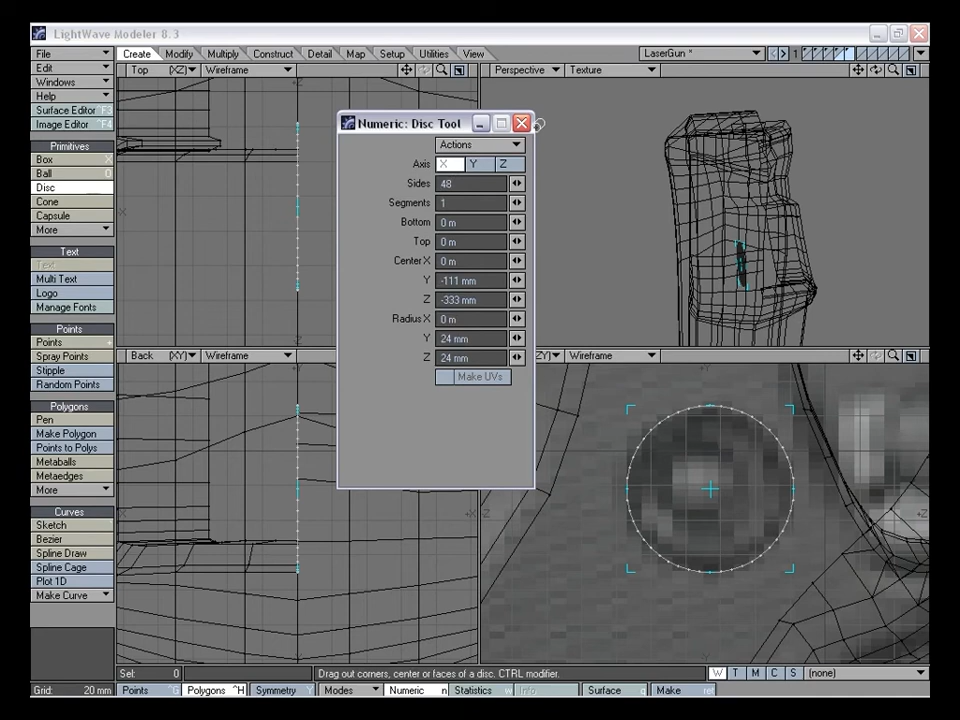 LightWave Modeler 8.3
File Create Modify Multiply Construct Detail Map Setup Utilities View LaserGun * 1
Edit Top (XZ) Wireframe Perspective Texture
Windows
Help
Surface Editor F3
Image Editor ^F4
Numeric: Disc Tool
Primitives Actions
Box X Axis X Y Z
Ball O
Disc Sides 48
Cone Segments 1
Capsule Bottom 0 m
More Top 0 m
Text Center X 0 m
Text
Multi Text Y -111 mm
Logo Z -333 mm
Manage Fonts Radius X 0 m
Points Y 24 mm
Points +
Spray Points Back (XY) Wireframe Z 24 mm ZY) Wireframe
Stipple Make UVs
Random Points
Polygons
Pen
Make Polygon
Points to Polys
Metaballs
Metaedges
More
Curves
Sketch
Bezier
Spline Draw
Spline Cage
Plot 1D
Make Curve
Sel: 0 Drag out corners, center or faces of a disc. CTRL modifier. W T M C S (none)
Grid: 20 mm Points ^G Polygons ^H Symmetry Y Modes Numeric n Statistics w Info Surface q Make ret